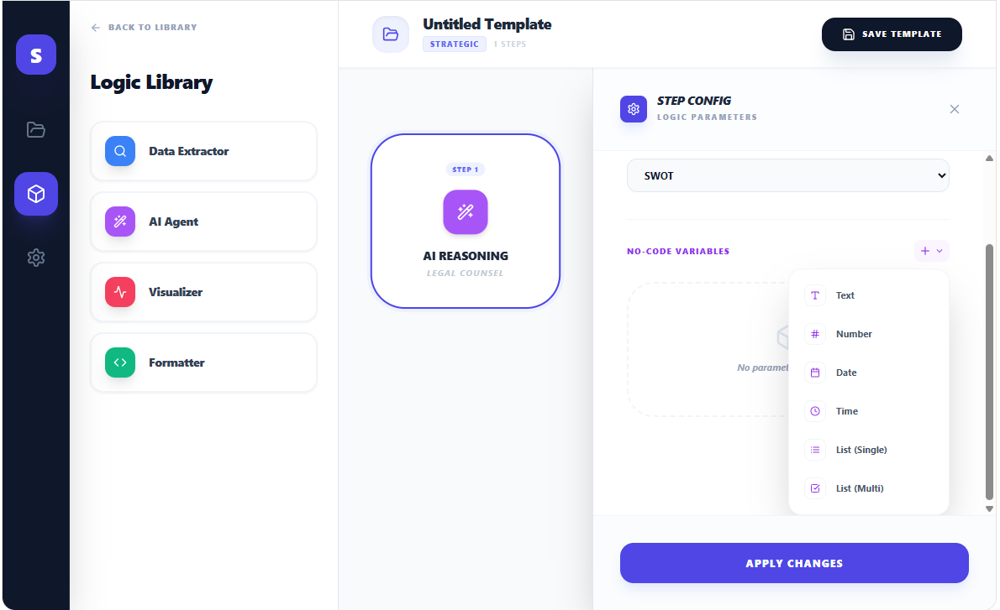 S
BACK TO LIBRARY
Logic Library
Data Extractor
AI Agent
Visualizer
Formatter
Untitled Template
STRATEGIC 1 STEPS
SAVE TEMPLATE
STEP 1
AI REASONING
LEGAL COUNSEL
STEP CONFIG
LOGIC PARAMETERS
SWOT
NO-CODE VARIABLES
No
Text
Number
Date
Time
List (Single)
List (Multi)
APPLY CHANGES